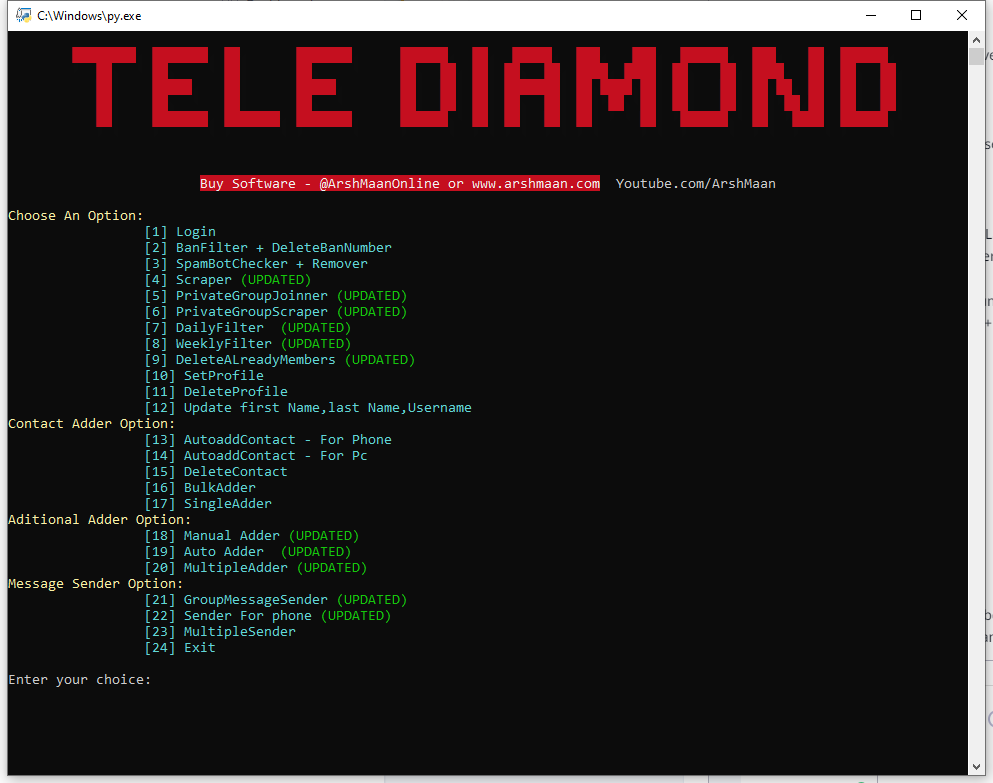 C:\Windows\py.exe
TELE DIAMOND
Buy Software - @ArshMaanOnline or www.arshmaan.com Youtube.com/ArshMaan
Choose An Option:
[1] Login
[2] BanFilter + DeleteBanNumber
[3] SpamBotChecker + Remover
[4] Scraper (UPDATED)
[5] PrivateGroupJoinner (UPDATED)
[6] PrivateGroupScraper (UPDATED)
[7] DailyFilter (UPDATED)
[8] WeeklyFilter (UPDATED)
[9] DeleteALreadyMembers (UPDATED)
[10] SetProfile
[11] DeleteProfile
[12] Update first Name,last Name,Username
Contact Adder Option:
[13] AutoaddContact - For Phone
[14] AutoaddContact - For Pc
[15] DeleteContact
[16] BulkAdder
[17] SingleAdder
Aditional Adder Option:
[18] Manual Adder (UPDATED)
[19] Auto Adder (UPDATED)
[20] MultipleAdder (UPDATED)
Message Sender Option:
[21] GroupMessageSender (UPDATED)
[22] Sender For phone (UPDATED)
[23] MultipleSender
[24] Exit
Enter your choice: